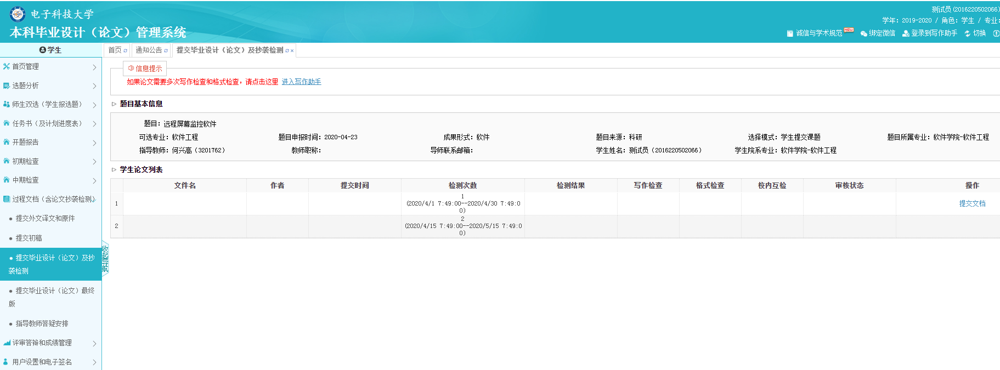 电子科技大学
本科毕业设计（论文）管理系统
测试员(2016220502066)
学年：2019-2020 / 角色：学生 / 专业：
诚信与学术规范 NEW 绑定微信 登录到写作助手 切换
学生
首页 通知公告 提交毕业设计（论文）及抄袭检测
首页管理
选题分析
师生双选（学生报选题）
任务书（及计划进度表）
开题报告
初期检查
中期检查
过程文档（含论文抄袭检测）
提交外文译文和原件
提交初稿
提交毕业设计（论文）及抄
袭检测
提交毕业设计（论文）最终
版
指导教师答疑安排
评审答辩和成绩管理
用户设置和电子签名
收起导航
信息提示
如果论文需要多次写作检查和格式检查，请点击这里 进入写作助手
题目基本信息
题目：远程屏幕监控软件
可选专业：软件工程 题目申报时间：2020-04-23 成果形式：软件 题目来源：科研 选择模式：学生提交课题 题目所属专业：软件学院-软件工程
指导教师：何兴高（3201762） 教师职称： 导师联系邮箱： 学生姓名：测试员（2016220502066） 学生院系专业：软件学院-软件工程
学生论文列表
文件名 作者 提交时间 检测次数 检测结果 写作检查 格式检查 校内互检 审核状态 操作
1
1 (2020/4/1 7:49:00--2020/4/30 7:49:0 提交文档
0)
2
2 (2020/4/15 7:49:00--2020/5/15 7:49:0
0)